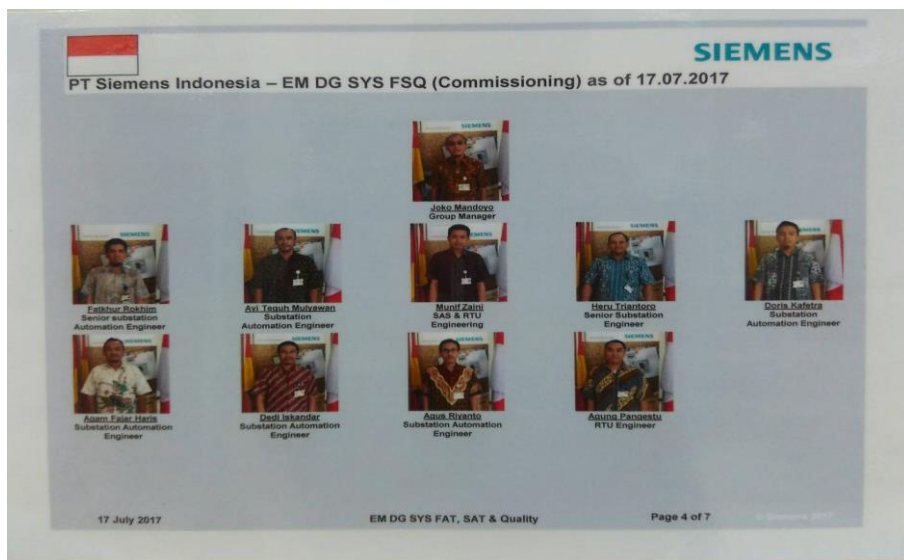 SIEMENS
PT Siemens Indonesia – EM DG SYS FSQ (Commissioning) as of 17.07.2017
Joko Mandoyo
Group Manager
Fatkhur Rokhim
Senior substation
Automation Engineer
Avi Teguh Mulyawan
Substation
Automation Engineer
Munif Zaini
SAS & RTU
Engineering
Heru Triantoro
Senior Substation
Engineer
Doris Kafetra
Substation
Automation Engineer
Agam Fajar Haris
Substation Automation
Engineer
Dedi Iskandar
Substation Automation
Engineer
Agus Riyanto
Substation Automation
Engineer
Agung Pangestu
RTU Engineer
17 July 2017
EM DG SYS FAT, SAT & Quality
Page 4 of 7
© Siemens 2017